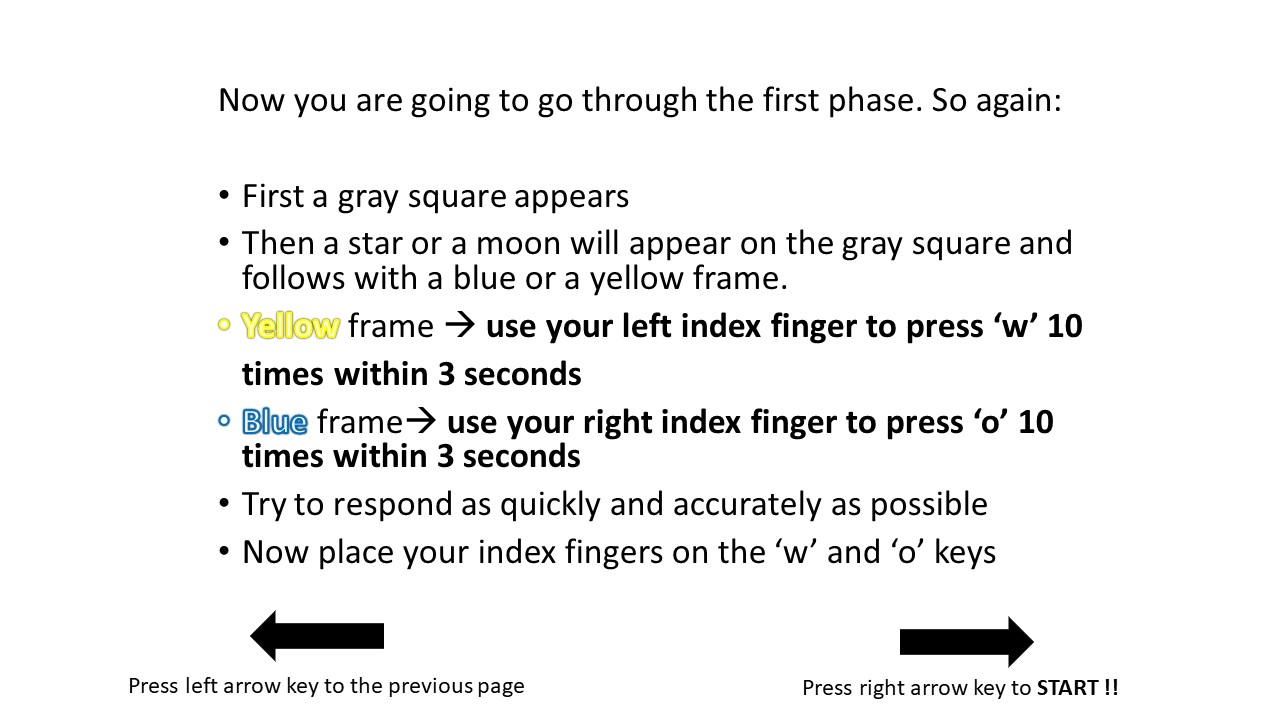 Now you are going to go through the first phase. So again:
• First a gray square appears
• Then a star or a moon will appear on the gray square and
follows with a blue or a yellow frame.
• Yellow frame → use your left index finger to press ‘w’ 10
times within 3 seconds
• Blue frame→ use your right index finger to press ‘o’ 10
times within 3 seconds
• Try to respond as quickly and accurately as possible
• Now place your index fingers on the ‘w’ and ‘o’ keys
Press left arrow key to the previous page
Press right arrow key to START !!